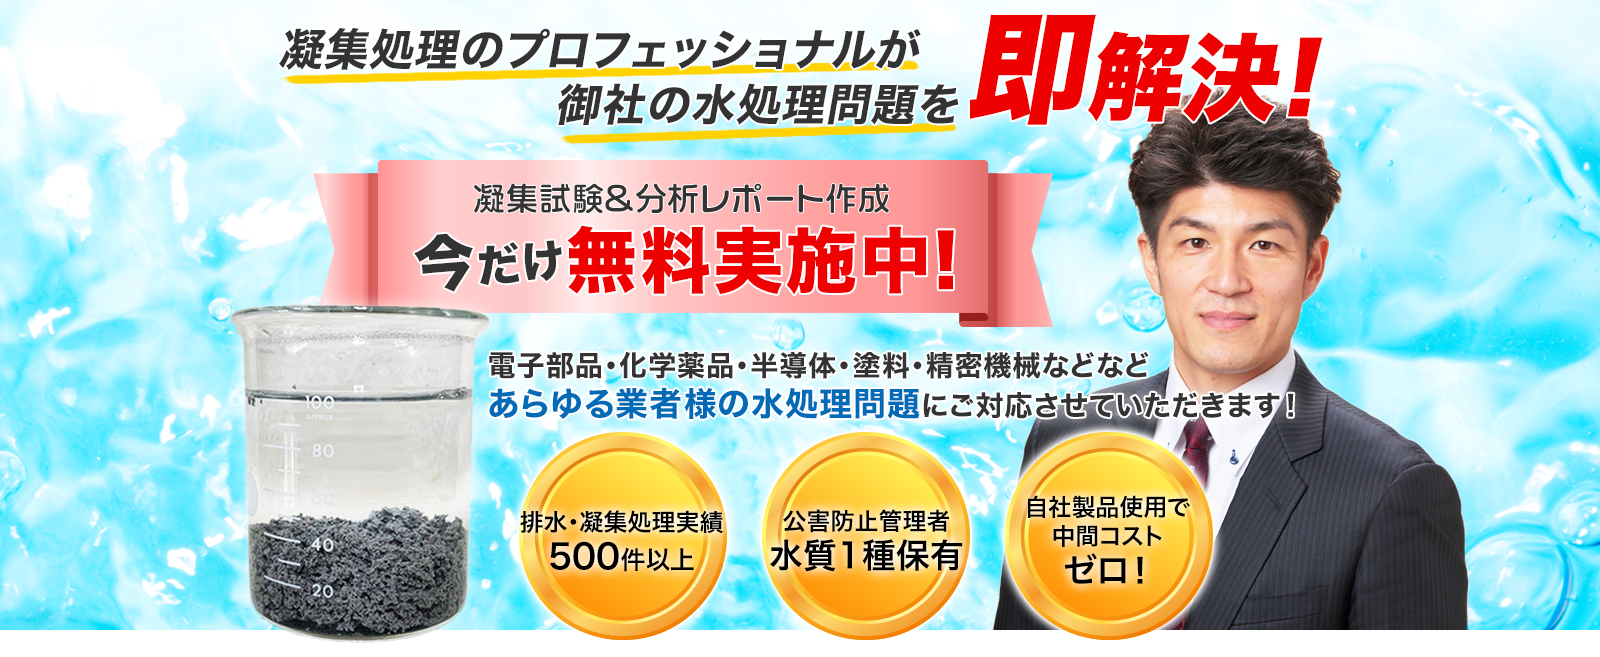 凝集処理のプロフェッショナルが
御社の水処理問題を
即解決！
凝集試験&分析レポート作成
今だけ無料実施中！
電子部品・化学薬品・半導体・塗料・精密機械などなど
あらゆる業者様の水処理問題にご対応させていただきます！
排水・凝集処理実績
500件以上
公害防止管理者
水質1種保有
自社製品使用で
中間コスト
ゼロ！
100
APPROX
80
60
40
20